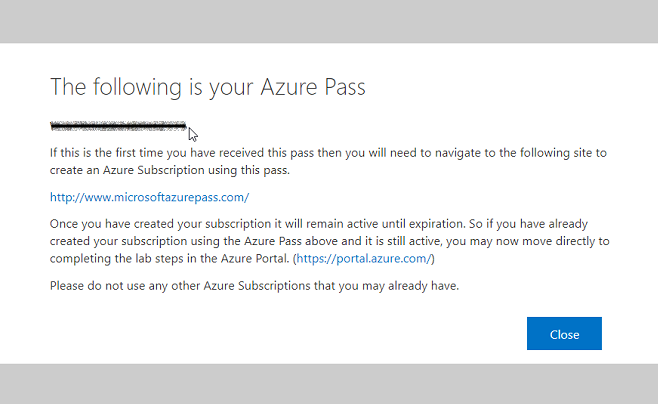 The following is your Azure Pass
If this is the first time you have received this pass then you will need to navigate to the following site to
create an Azure Subscription using this pass.
http://www.microsoftazurepass.com/
Once you have created your subscription it will remain active until expiration. So if you have already
created your subscription using the Azure Pass above and it is still active, you may now move directly to
completing the lab steps in the Azure Portal. (https://portal.azure.com/)
Please do not use any other Azure Subscriptions that you may already have.
Close